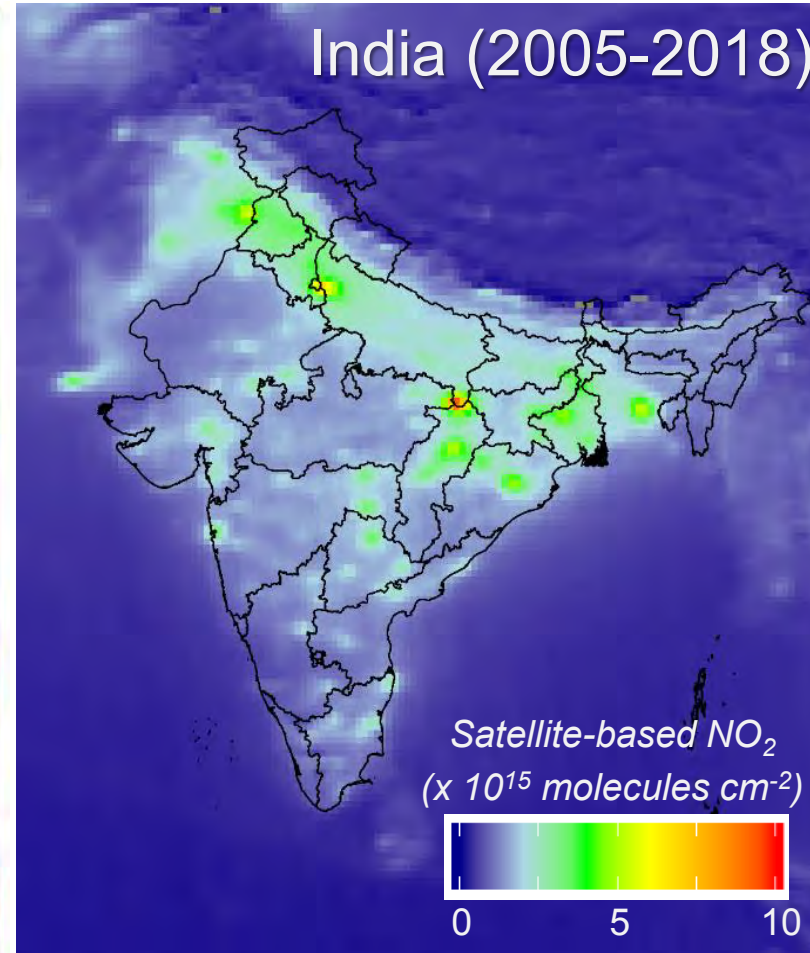 India (2005-2018)
Satellite-based NO₂
(x 10¹⁵ molecules cm⁻²)
0 5 10